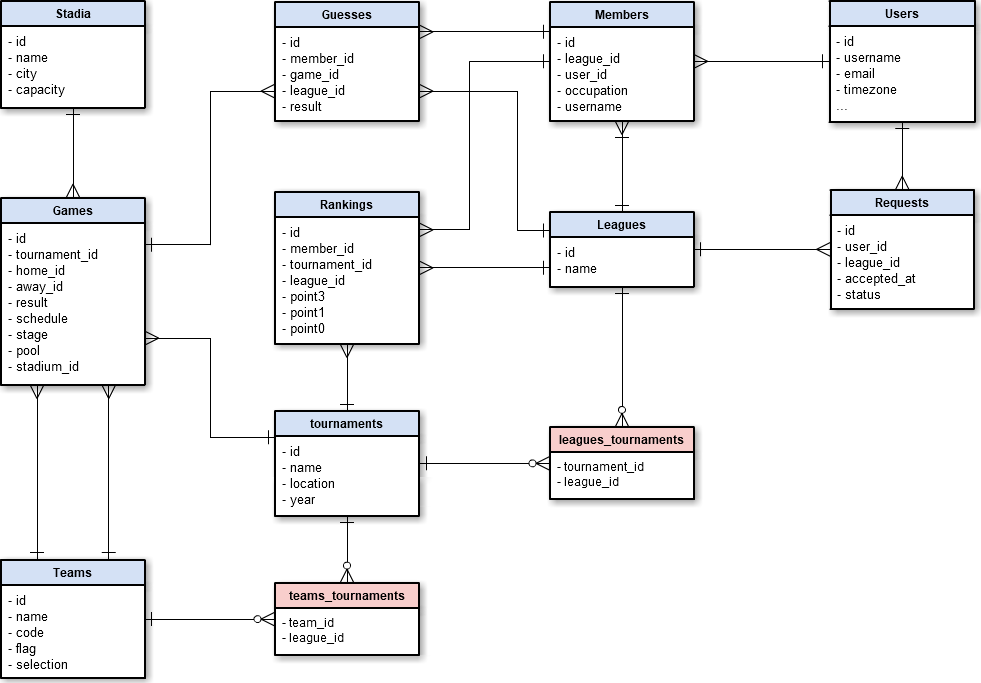 Stadia
- id
- name
- city
- capacity
Guesses
- id
- member_id
- game_id
- league_id
- result
Members
- id
- league_id
- user_id
- occupation
- username
Users
- id
- username
- email
- timezone
...
Games
- id
- tournament_id
- home_id
- away_id
- result
- schedule
- stage
- pool
- stadium_id
Rankings
- id
- member_id
- tournament_id
- league_id
- point3
- point1
- point0
Leagues
- id
- name
Requests
- id
- user_id
- league_id
- accepted_at
- status
tournaments
- id
- name
- location
- year
leagues_tournaments
- tournament_id
- league_id
Teams
- id
- name
- code
- flag
- selection
teams_tournaments
- team_id
- league_id